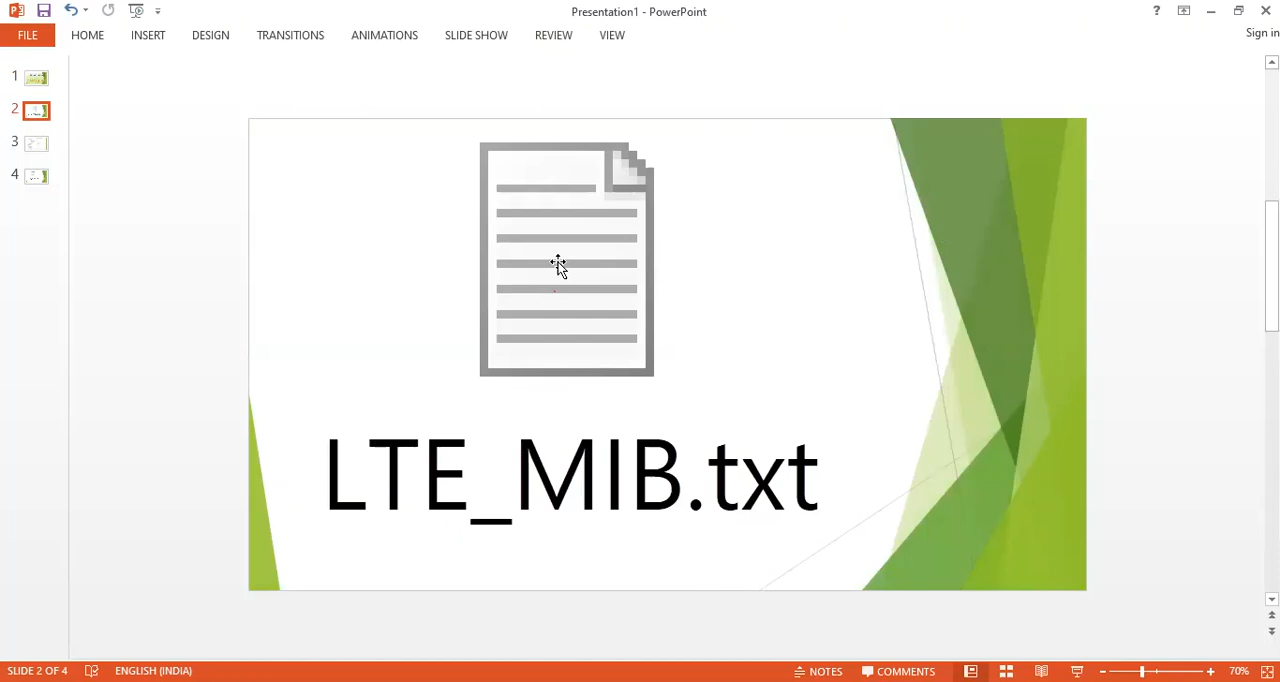 Presentation1 - PowerPoint
?
FILE HOME INSERT DESIGN TRANSITIONS ANIMATIONS SLIDE SHOW REVIEW VIEW Sign in
1
2
3
4
LTE_MIB.txt
SLIDE 2 OF 4 ENGLISH (INDIA) NOTES COMMENTS 70%